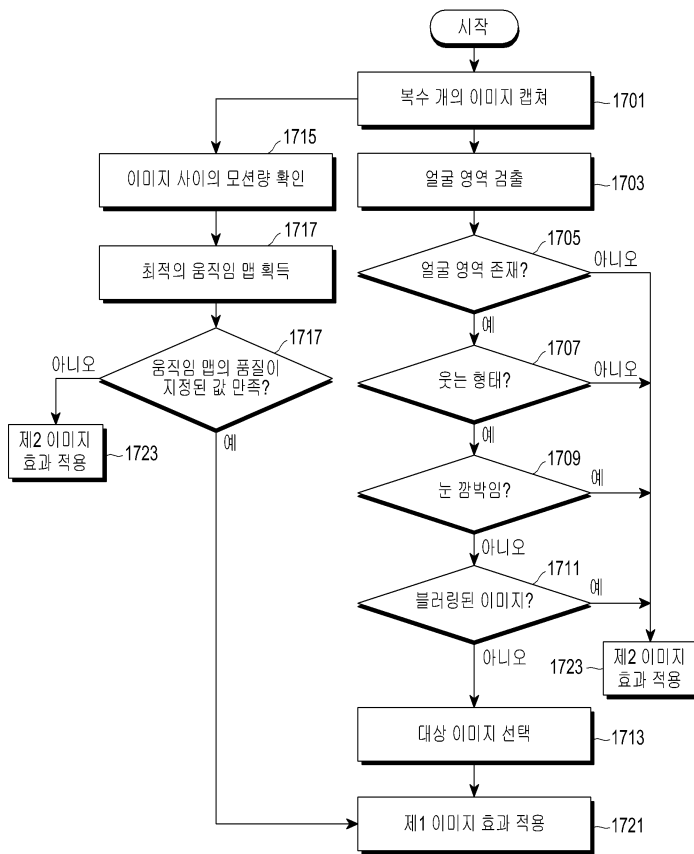 시작
복수 개의 이미지 캡쳐
1701
1715
이미지 사이의 모션량 확인
얼굴 영역 검출
1703
1717
최적의 움직임 맵 획득
1705
얼굴 영역 존재?
아니오
예
1717
움직임 맵의 품질이
지정된 값 만족?
아니오
예
1707
웃는 형태?
아니오
예
제2 이미지
효과 적용
1723
1709
눈 깜박임?
예
아니오
1711
블러링된 이미지?
예
아니오
1723
제2 이미지
효과 적용
대상 이미지 선택
1713
제1 이미지 효과 적용
1721